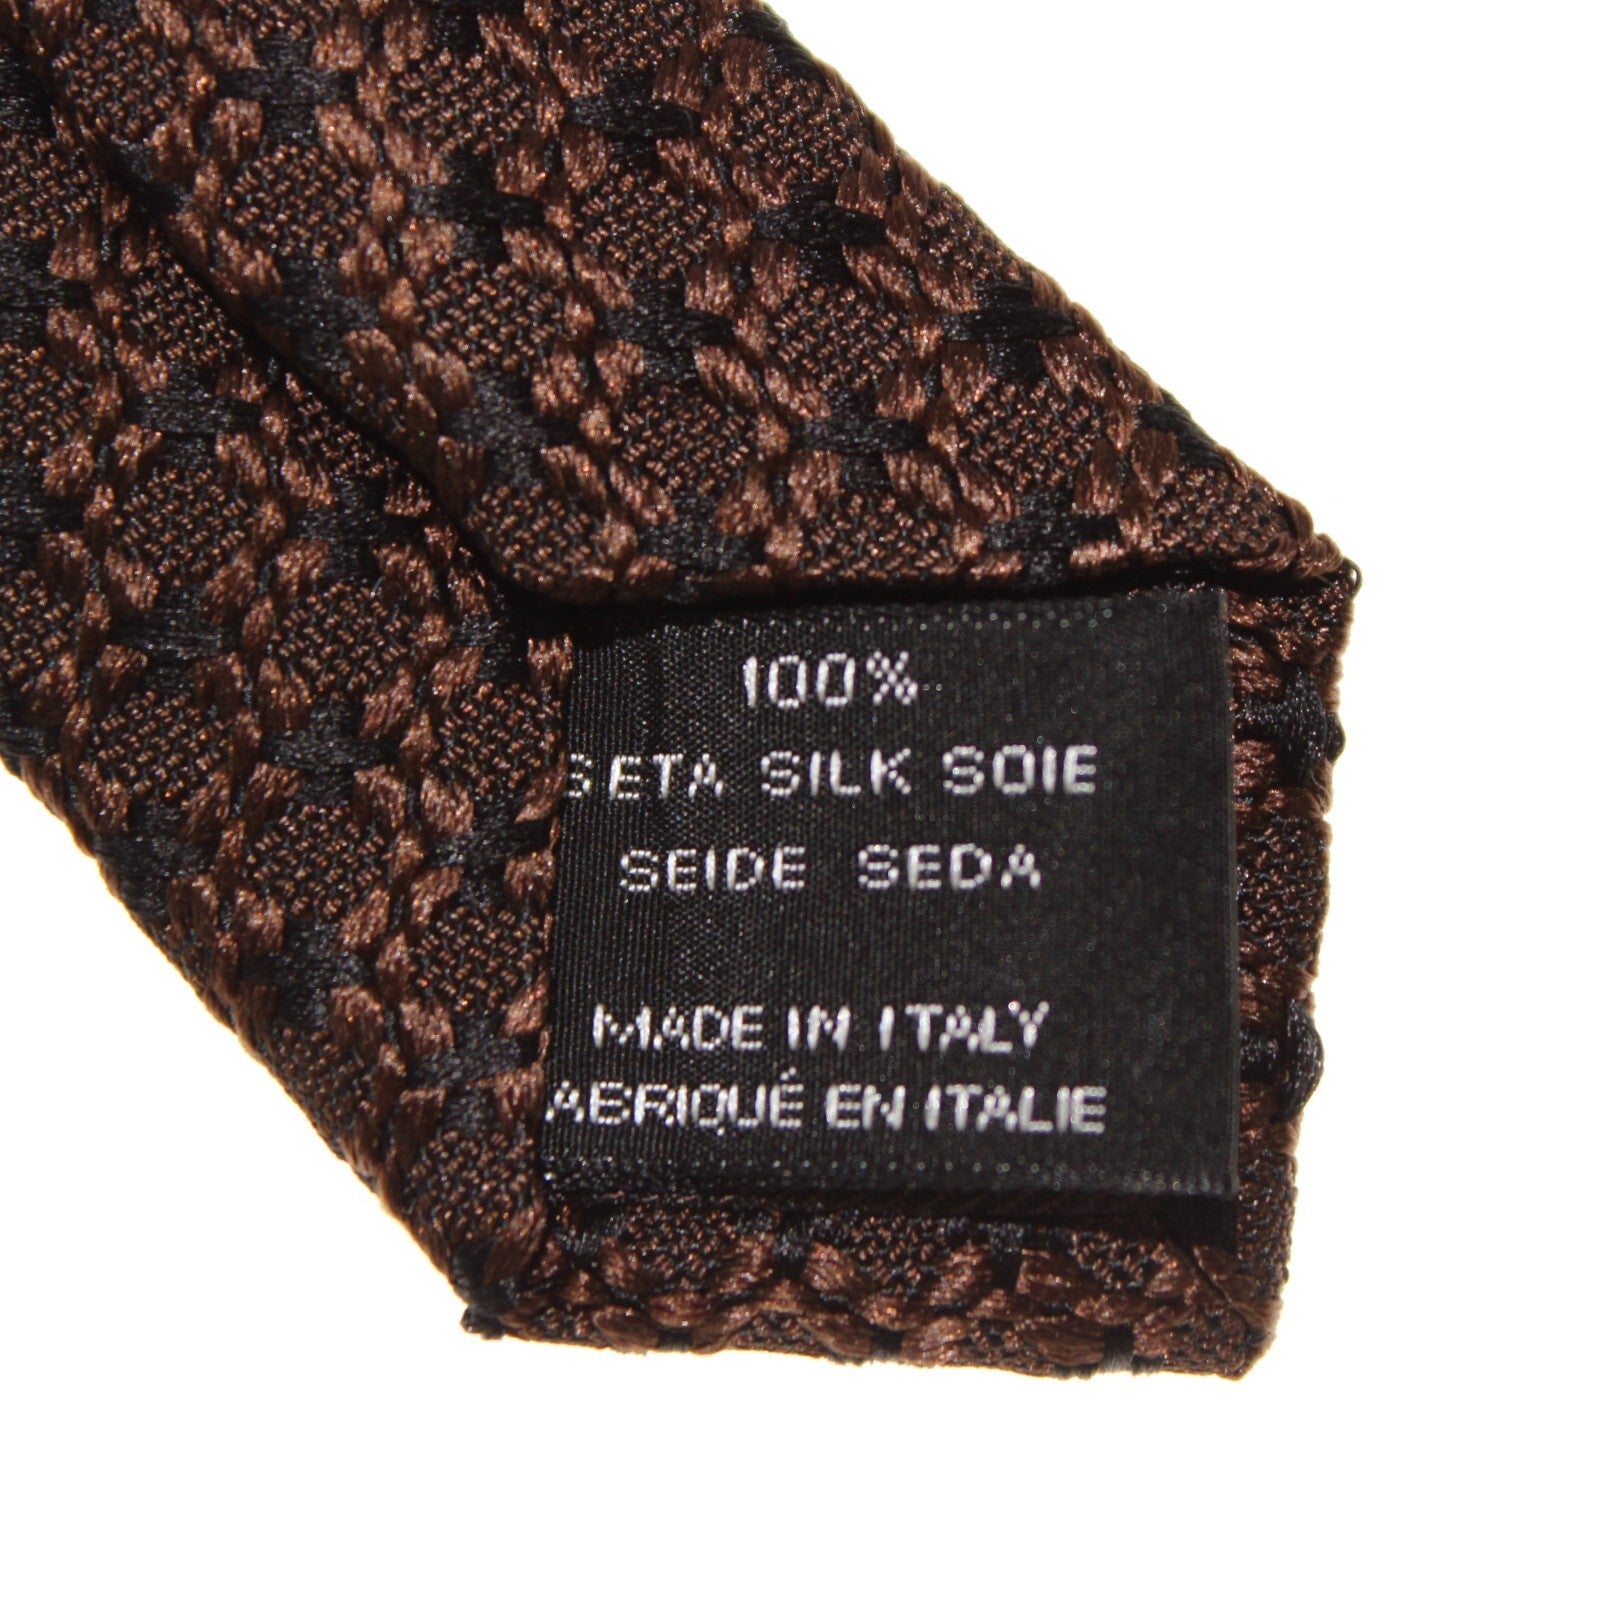 100%
SETA SILK SOIE
SEIDE SEDA
MADE IN ITALY
ABRIQUÉ EN ITALIE